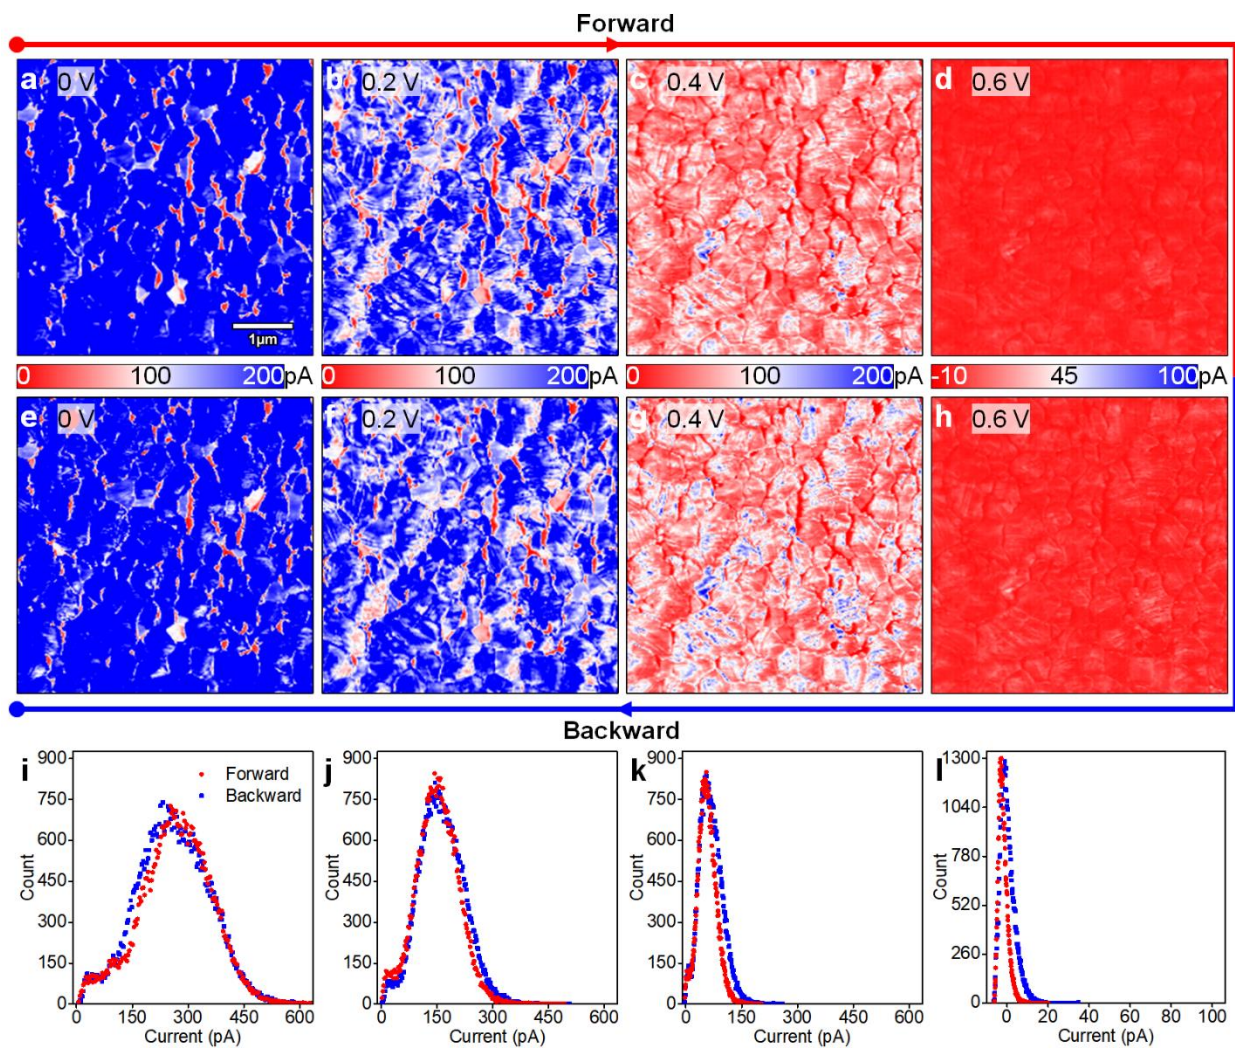 Forward
a 0 V b 0.2 V c 0.4 V d 0.6 V
1μm
0 100 200pA 0 100 200pA 0 100 200pA -10 45 100pA
e 0 V f 0.2 V g 0.4 V h 0.6 V
Backward
i Forward Backward
900 750 600 450 300 150 0
Count
0 150 300 450 600
Current (pA)
j
900 750 600 450 300 150 0
Count
0 150 300 450 600
Current (pA)
k
900 750 600 450 300 150 0
Count
0 150 300 450 600
Current (pA)
l
1300 1040 780 520 260 0
Count
0 20 40 60 80 100
Current (pA)